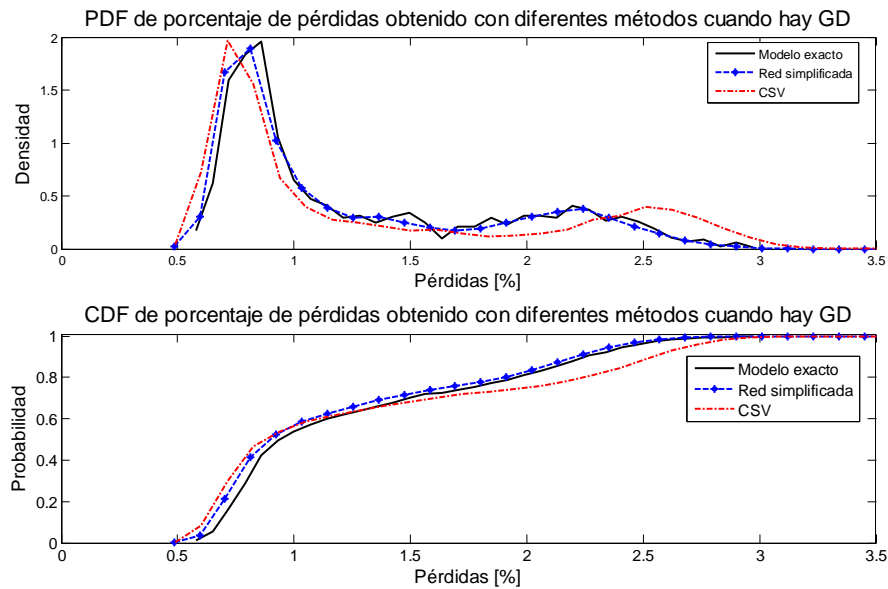 PDF de porcentaje de pérdidas obtenido con diferentes métodos cuando hay GD
2
1.5
1
0.5
0
Densidad
Modelo exacto
Red simplificada
CSV
0 0.5 1 1.5 2 2.5 3 3.5
Pérdidas [%]
CDF de porcentaje de pérdidas obtenido con diferentes métodos cuando hay GD
1
0.8
0.6
0.4
0.2
0
Probabilidad
Modelo exacto
Red simplificada
CSV
0 0.5 1 1.5 2 2.5 3 3.5
Pérdidas [%]